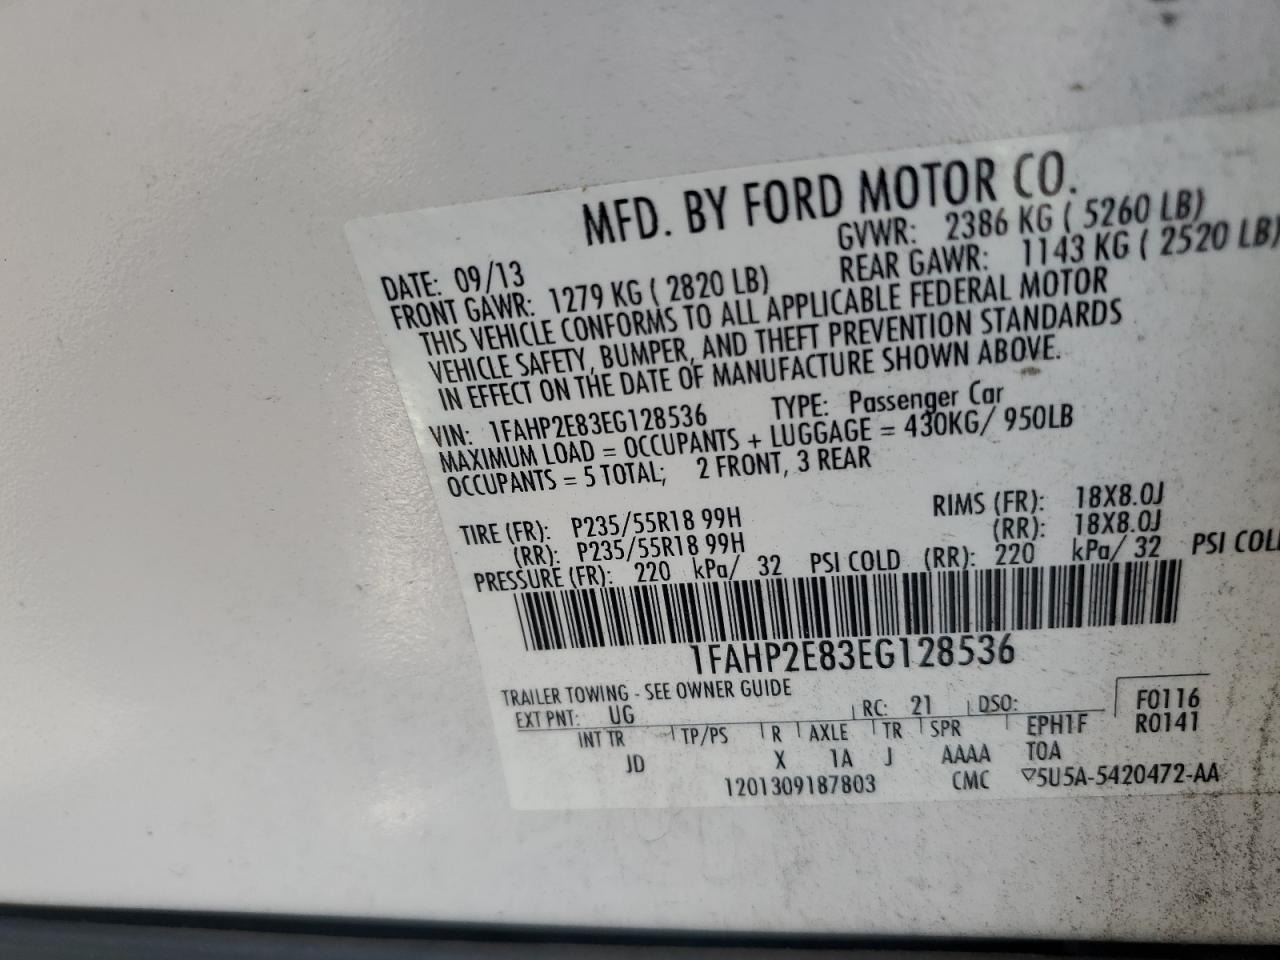 MFD. BY FORD MOTOR CO.
DATE: 09/13 GVWR: 2386 KG ( 5260 LB)
FRONT GAWR: 1279 KG ( 2820 LB) REAR GAWR: 1143 KG ( 2520 LB)
THIS VEHICLE CONFORMS TO ALL APPLICABLE FEDERAL MOTOR
VEHICLE SAFETY, BUMPER, AND THEFT PREVENTION STANDARDS
IN EFFECT ON THE DATE OF MANUFACTURE SHOWN ABOVE.
VIN: 1FAHP2E83EG128536 TYPE: Passenger Car
MAXIMUM LOAD = OCCUPANTS + LUGGAGE = 430KG/ 950LB
OCCUPANTS = 5 TOTAL; 2 FRONT, 3 REAR
TIRE (FR): P235/55R18 99H RIMS (FR): 18X8.0J
(RR): P235/55R18 99H (RR): 18X8.0J
PRESSURE (FR): 220 kPa/ 32 PSI COLD (RR): 220 kPa/ 32 PSI COLD
1FAHP2E83EG128536
TRAILER TOWING - SEE OWNER GUIDE
EXT PNT: UG RC: 21 DSO: F0116
INT TR TP/PS R AXLE TR SPR EPH1F R0141
JD X 1A J AAAA TOA
1201309187803 CMC ▽5U5A-5420472-AA